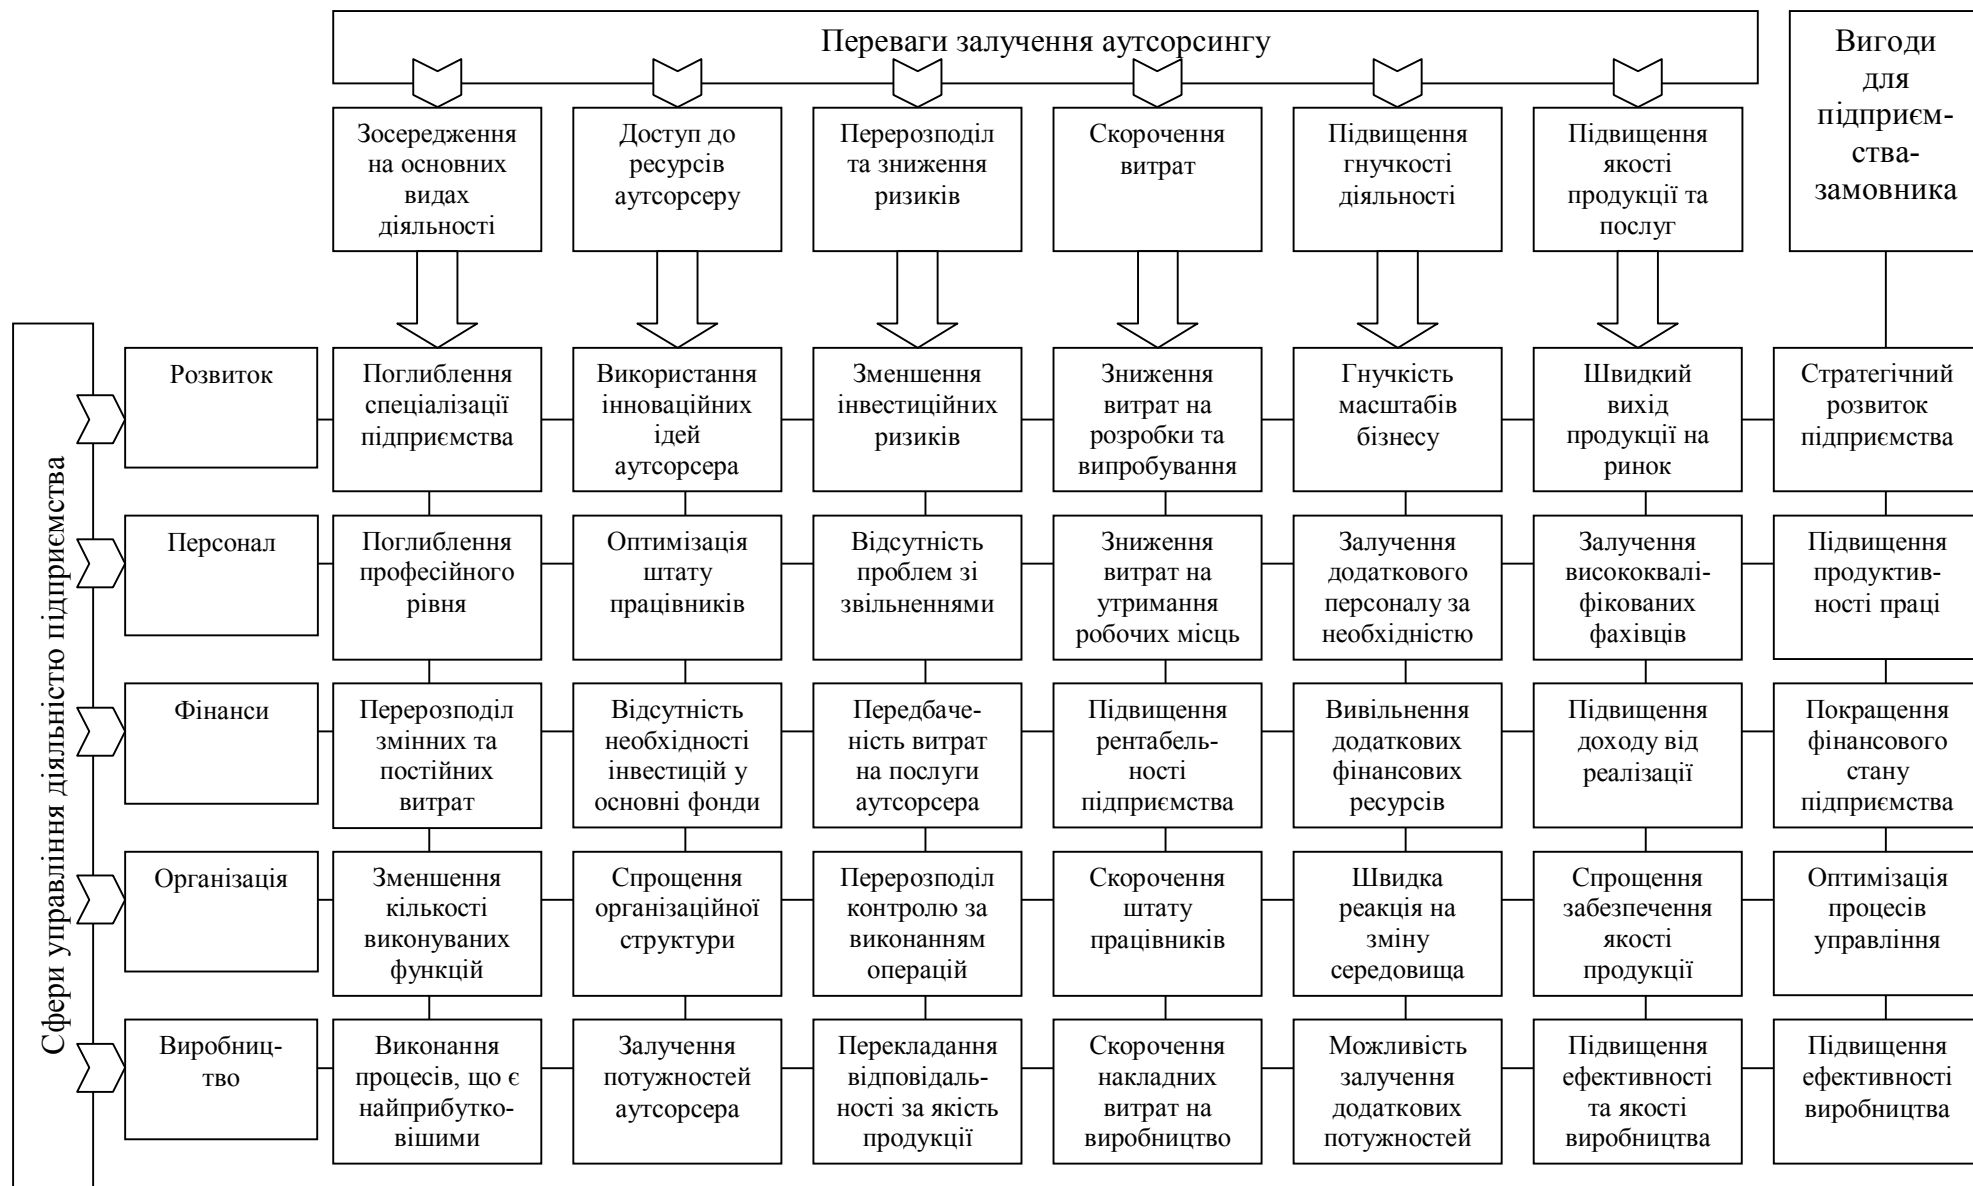 Переваги залучення аутсорсингу
Вигоди
для
підприєм-
ства-
замовника
Зосередження
на основних
видах
діяльності
Доступ до
ресурсів
аутсорсеру
Перерозподіл
та зниження
ризиків
Скорочення
витрат
Підвищення
гнучкості
діяльності
Підвищення
якості
продукції та
послуг
Сфери управління діяльністю підприємства
Розвиток
Поглиблення
спеціалізації
підприємства
Використання
інноваційних
ідей
аутсорсера
Зменшення
інвестиційних
ризиків
Зниження
витрат на
розробки та
випробування
Гнучкість
масштабів
бізнесу
Швидкий
вихід
продукції на
ринок
Стратегічний
розвиток
підприємства
Персонал
Поглиблення
професійного
рівня
Оптимізація
штату
працівників
Відсутність
проблем зі
звільненнями
Зниження
витрат на
утримання
робочих місць
Залучення
додаткового
персоналу за
необхідністю
Залучення
висококвалі-
фікованих
фахівців
Підвищення
продуктив-
ності праці
Фінанси
Перерозподіл
змінних та
постійних
витрат
Відсутність
необхідності
інвестицій у
основні фонди
Передбаче-
ність витрат
на послуги
аутсорсера
Підвищення
рентабель-
ності
підприємства
Вивільнення
додаткових
фінансових
ресурсів
Підвищення
доходу від
реалізації
Покращення
фінансового
стану
підприємства
Організація
Зменшення
кількості
виконуваних
функцій
Спрощення
організаційної
структури
Перерозподіл
контролю за
виконанням
операцій
Скорочення
штату
працівників
Швидка
реакція на
зміну
середовища
Спрощення
забезпечення
якості
продукції
Оптимізація
процесів
управління
Виробниц-
тво
Виконання
процесів, що є
найприбутко-
вішими
Залучення
потужностей
аутсорсера
Перекладання
відповідаль-
ності за якість
продукції
Скорочення
накладних
витрат на
виробництво
Можливість
залучення
додаткових
потужностей
Підвищення
ефективності
та якості
виробництва
Підвищення
ефективності
виробництва